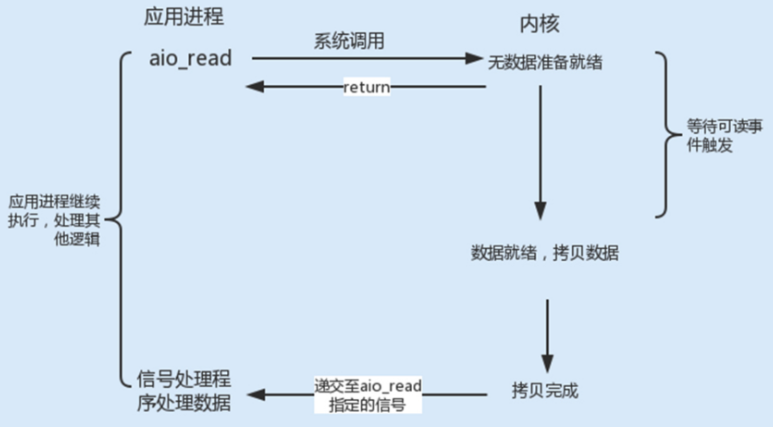 应用进程
内核
aio_read
系统调用
无数据准备就绪
return
等待可读事
件触发
应用进程继续
执行，处理其
他逻辑
数据就绪，拷贝数据
信号处理程
序处理数据
递交至aio_read
指定的信号
拷贝完成